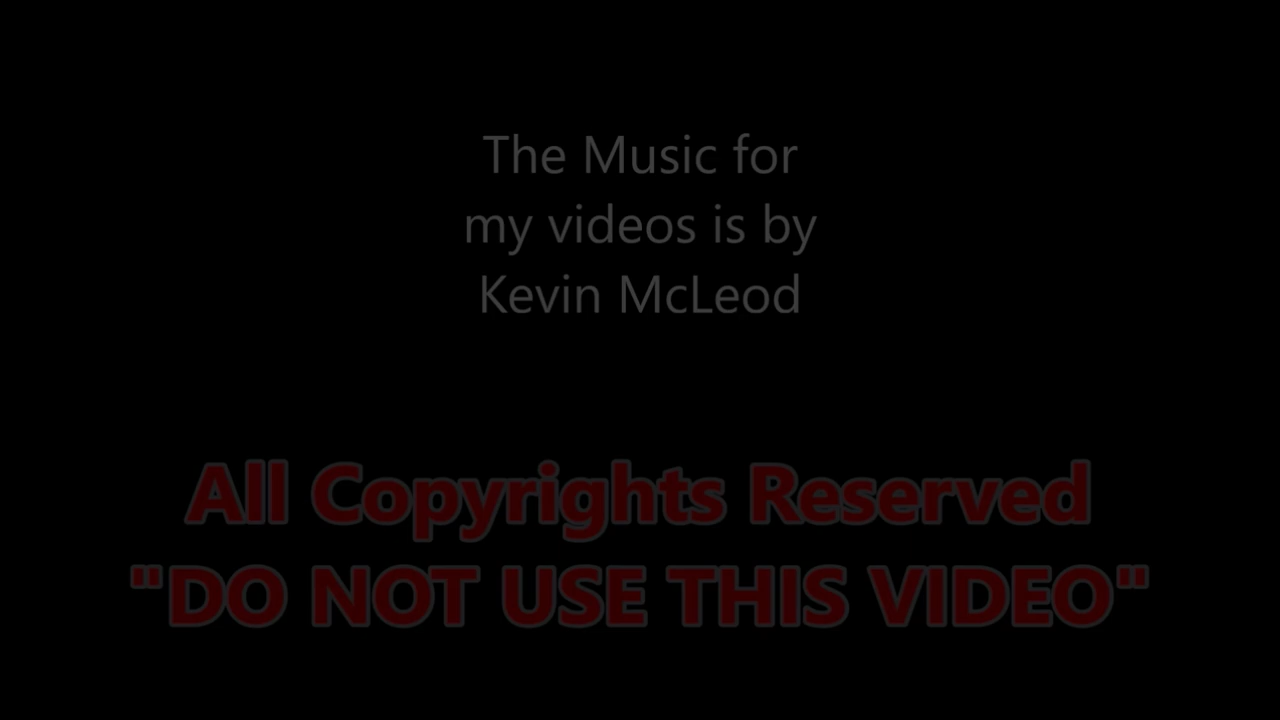 The Music for
my videos is by
Kevin McLeod
All Copyrights Reserved
"DO NOT USE THIS VIDEO"